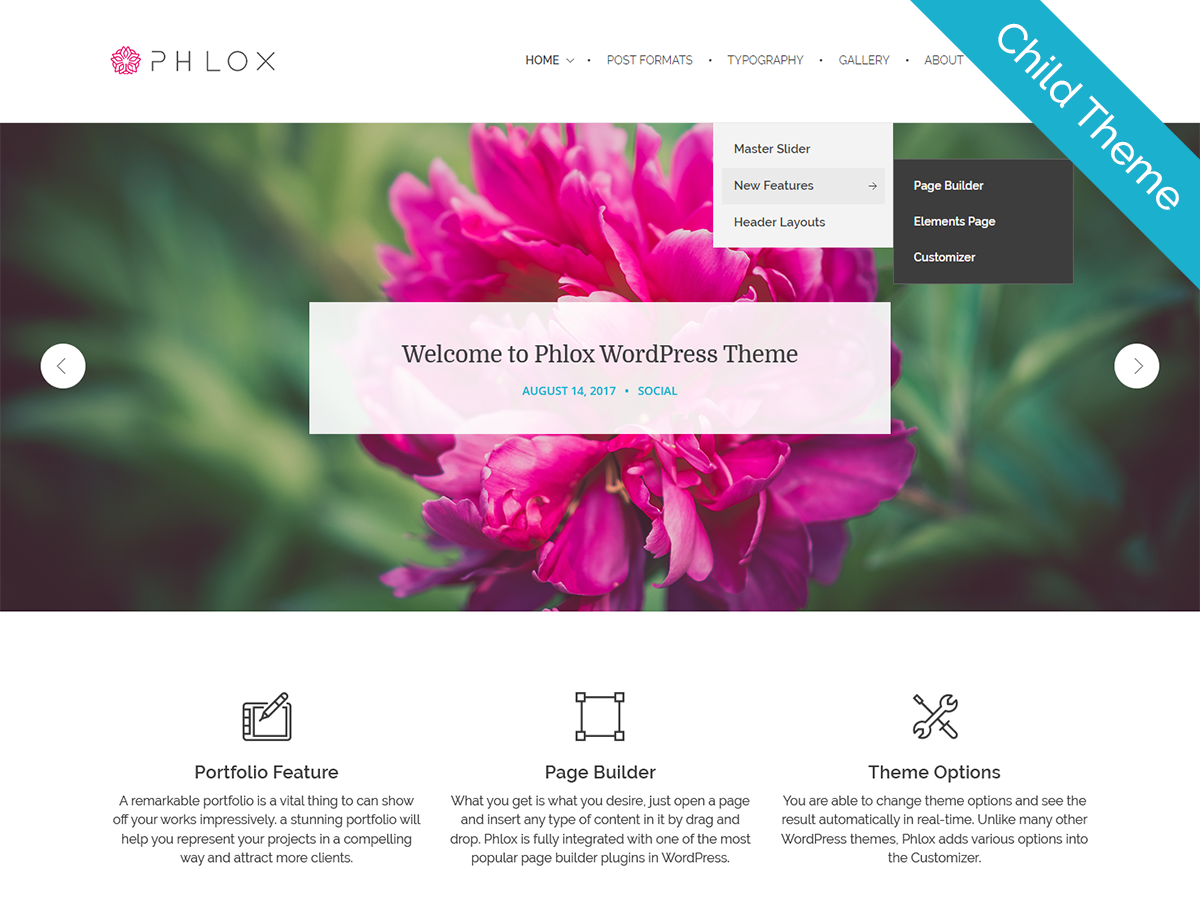 PHLOX
HOME • POST FORMATS • TYPOGRAPHY • GALLERY • ABOUT
Child Theme
Master Slider
New Features
Header Layouts
Page Builder
Elements Page
Customizer
Welcome to Phlox WordPress Theme
AUGUST 14, 2017 • SOCIAL
Portfolio Feature
A remarkable portfolio is a vital thing to can show
off your works impressively. a stunning portfolio will
help you represent your projects in a compelling
way and attract more clients.
Page Builder
What you get is what you desire, just open a page
and insert any type of content in it by drag and
drop. Phlox is fully integrated with one of the most
popular page builder plugins in WordPress.
Theme Options
You are able to change theme options and see the
result automatically in real-time. Unlike many other
WordPress themes, Phlox adds various options into
the Customizer.